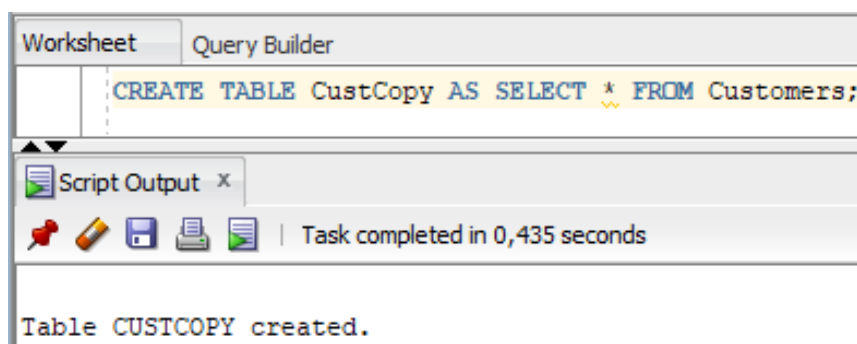 Worksheet Query Builder
CREATE TABLE CustCopy AS SELECT * FROM Customers;
Script Output x
Task completed in 0,435 seconds
Table CUSTCOPY created.